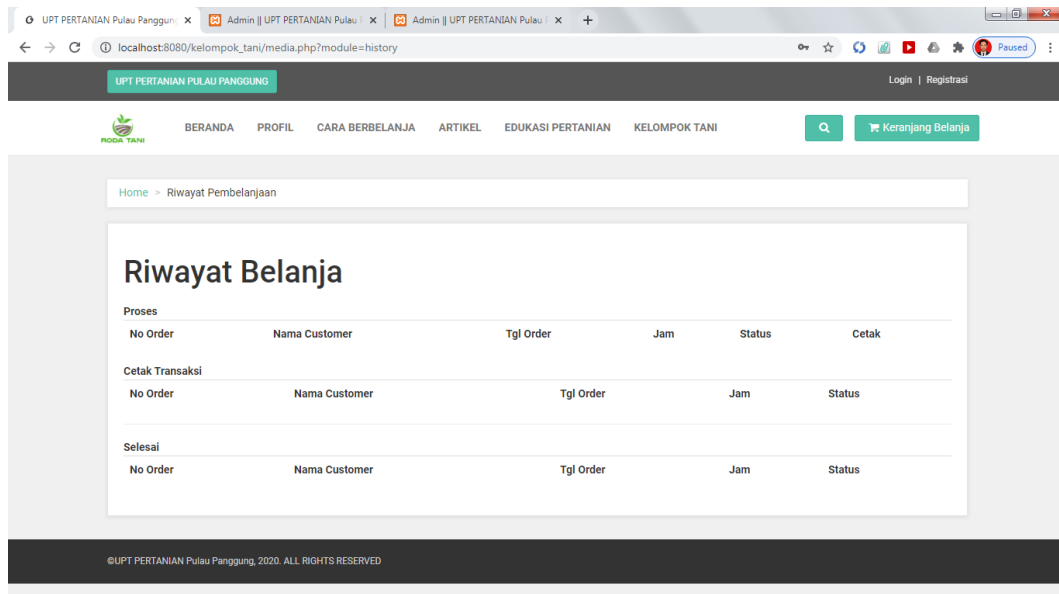 UPT PERTANIAN Pulau Panggung
Admin || UPT PERTANIAN Pulau
Admin || UPT PERTANIAN Pulau
localhost:8080/kelompok_tani/media.php?module=history
Paused
UPT PERTANIAN PULAU PANGGUNG
Login | Registrasi
RODA TANI
BERANDA PROFIL CARA BERBELANJA ARTIKEL EDUKASI PERTANIAN KELOMPOK TANI
Keranjang Belanja
Home > Riwayat Pembelanjaan
Riwayat Belanja
Proses
No Order Nama Customer Tgl Order Jam Status Cetak
Cetak Transaksi
No Order Nama Customer Tgl Order Jam Status
Selesai
No Order Nama Customer Tgl Order Jam Status
©UPT PERTANIAN Pulau Panggung, 2020. ALL RIGHTS RESERVED